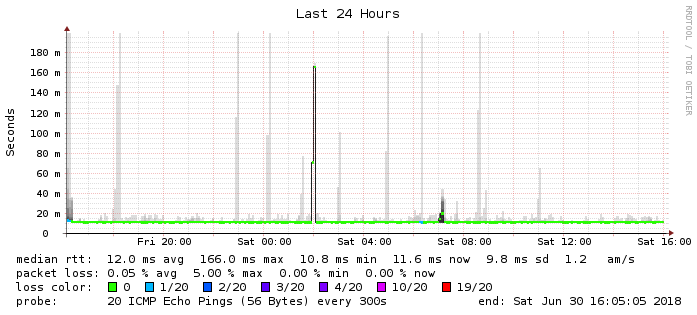 Last 24 Hours
RRDTOOL / TOBI OETIKER
Seconds
180 m
160 m
140 m
120 m
100 m
80 m
60 m
40 m
20 m
0
Fri 20:00 Sat 00:00 Sat 04:00 Sat 08:00 Sat 12:00 Sat 16:00
median rtt: 12.0 ms avg 166.0 ms max 10.8 ms min 11.6 ms now 9.8 ms sd 1.2 am/s
packet loss: 0.05 % avg 5.00 % max 0.00 % min 0.00 % now
loss color: 0 1/20 2/20 3/20 4/20 10/20 19/20
probe: 20 ICMP Echo Pings (56 Bytes) every 300s end: Sat Jun 30 16:05:05 2018